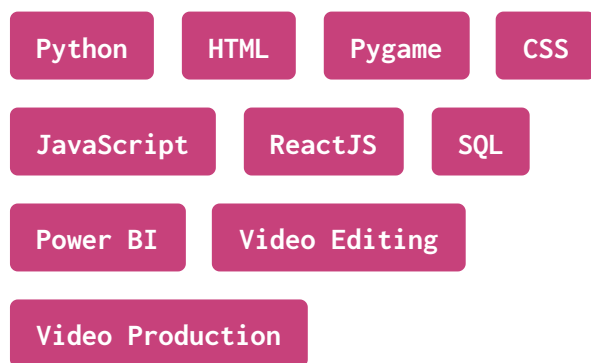 Python HTML Pygame CSS
JavaScript ReactJS SQL
Power BI Video Editing
Video Production